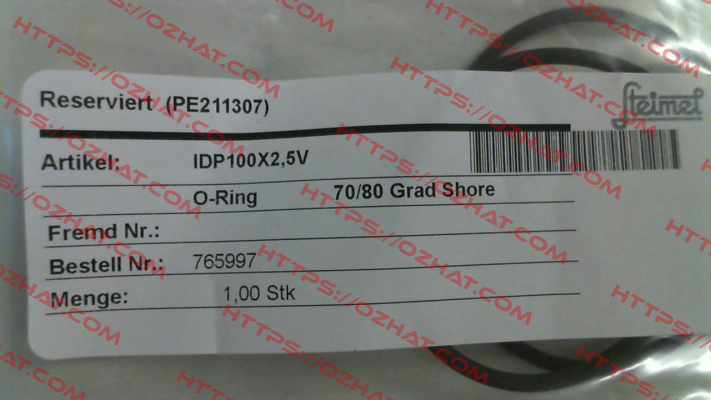 Reserviert (PE211307)
Steimel
Artikel: IDP100X2,5V
O-Ring 70/80 Grad Shore
Fremd Nr.:
Bestell Nr.: 765997
Menge: 1,00 Stk
HTTPS://OZHAT.COM